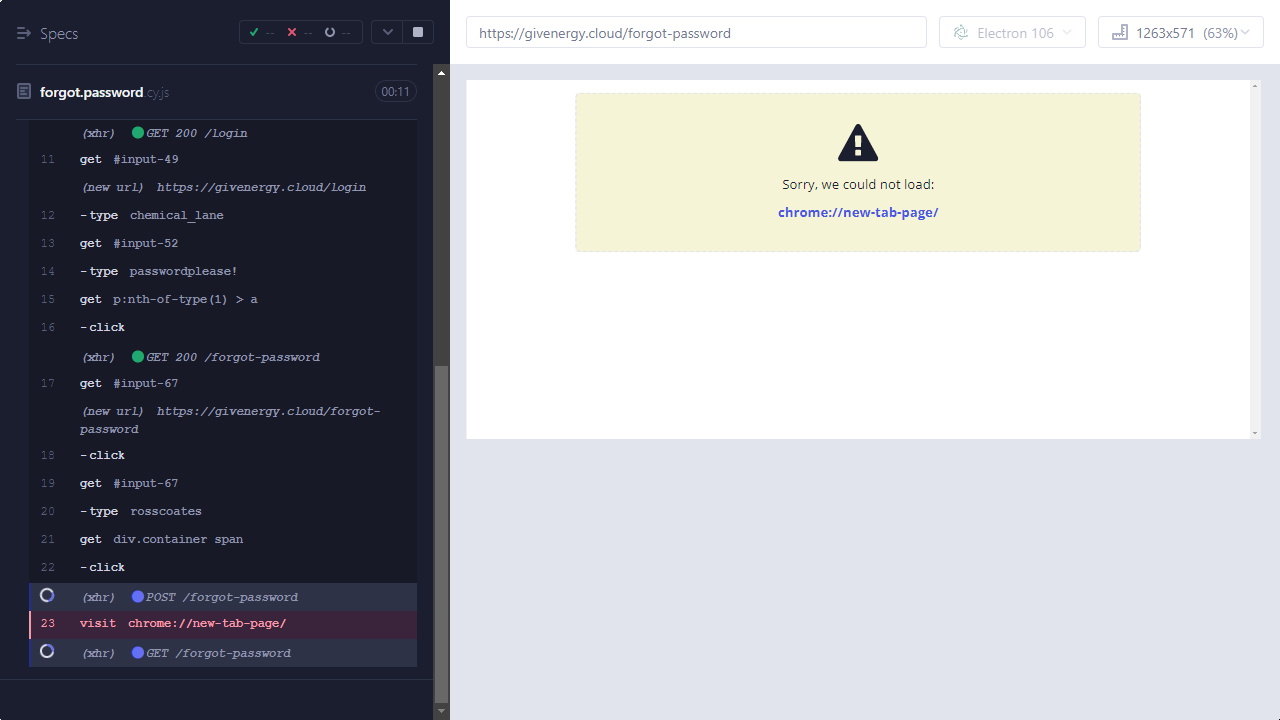 Specs
--
--
--
https://givenergy.cloud/forgot-password
Electron 106
1263x571 (63%)
forgot.password.cy.js
00:11
(xhr) GET 200 /login
11 get #input-49
(new url) https://givenergy.cloud/login
12 -type chemical_lane
13 get #input-52
14 -type passwordplease!
15 get p:nth-of-type(1) > a
16 -click
(xhr) GET 200 /forgot-password
17 get #input-67
(new url) https://givenergy.cloud/forgot-
password
18 -click
19 get #input-67
20 -type rosscoates
21 get div.container span
22 -click
(xhr) POST /forgot-password
23 visit chrome://new-tab-page/
(xhr) GET /forgot-password
Sorry, we could not load:
chrome://new-tab-page/